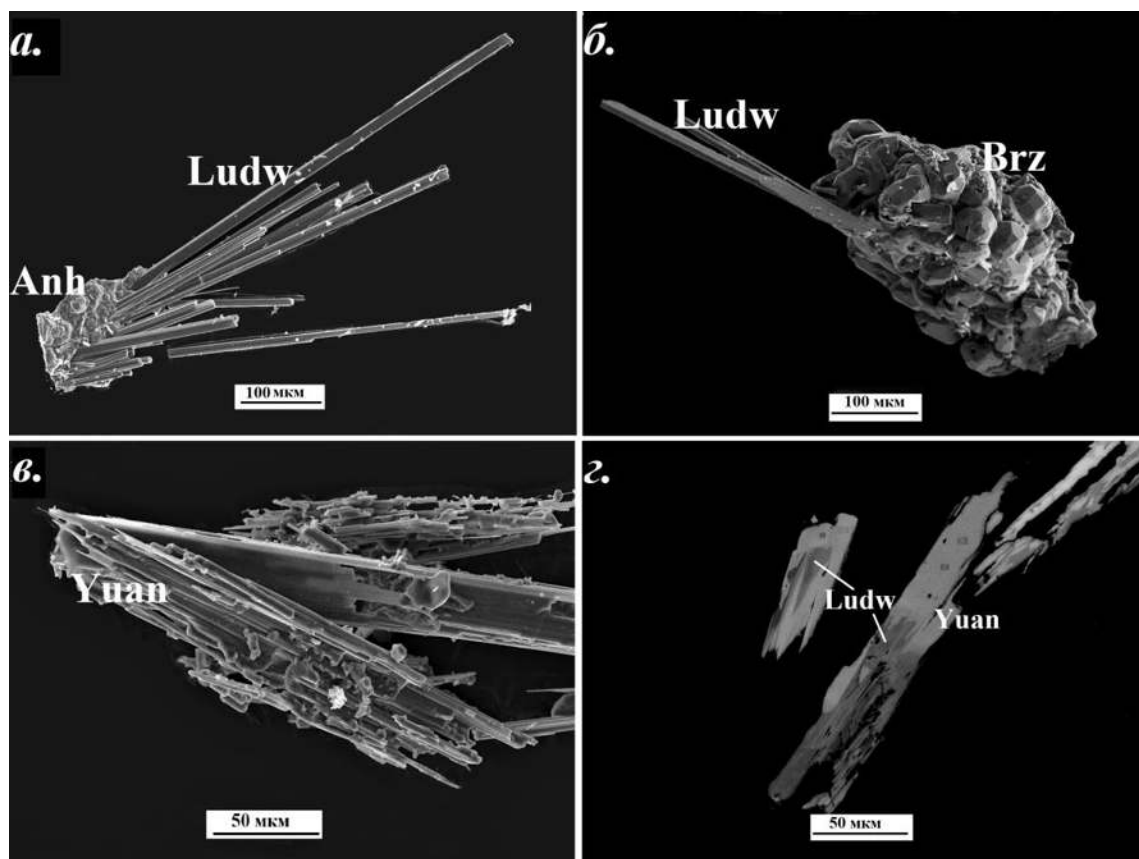 а.
Ludw
Anh
100 мкм
б.
Ludw
Brz
100 мкм
в.
Yuan
50 мкм
г.
Ludw
Yuan
50 мкм